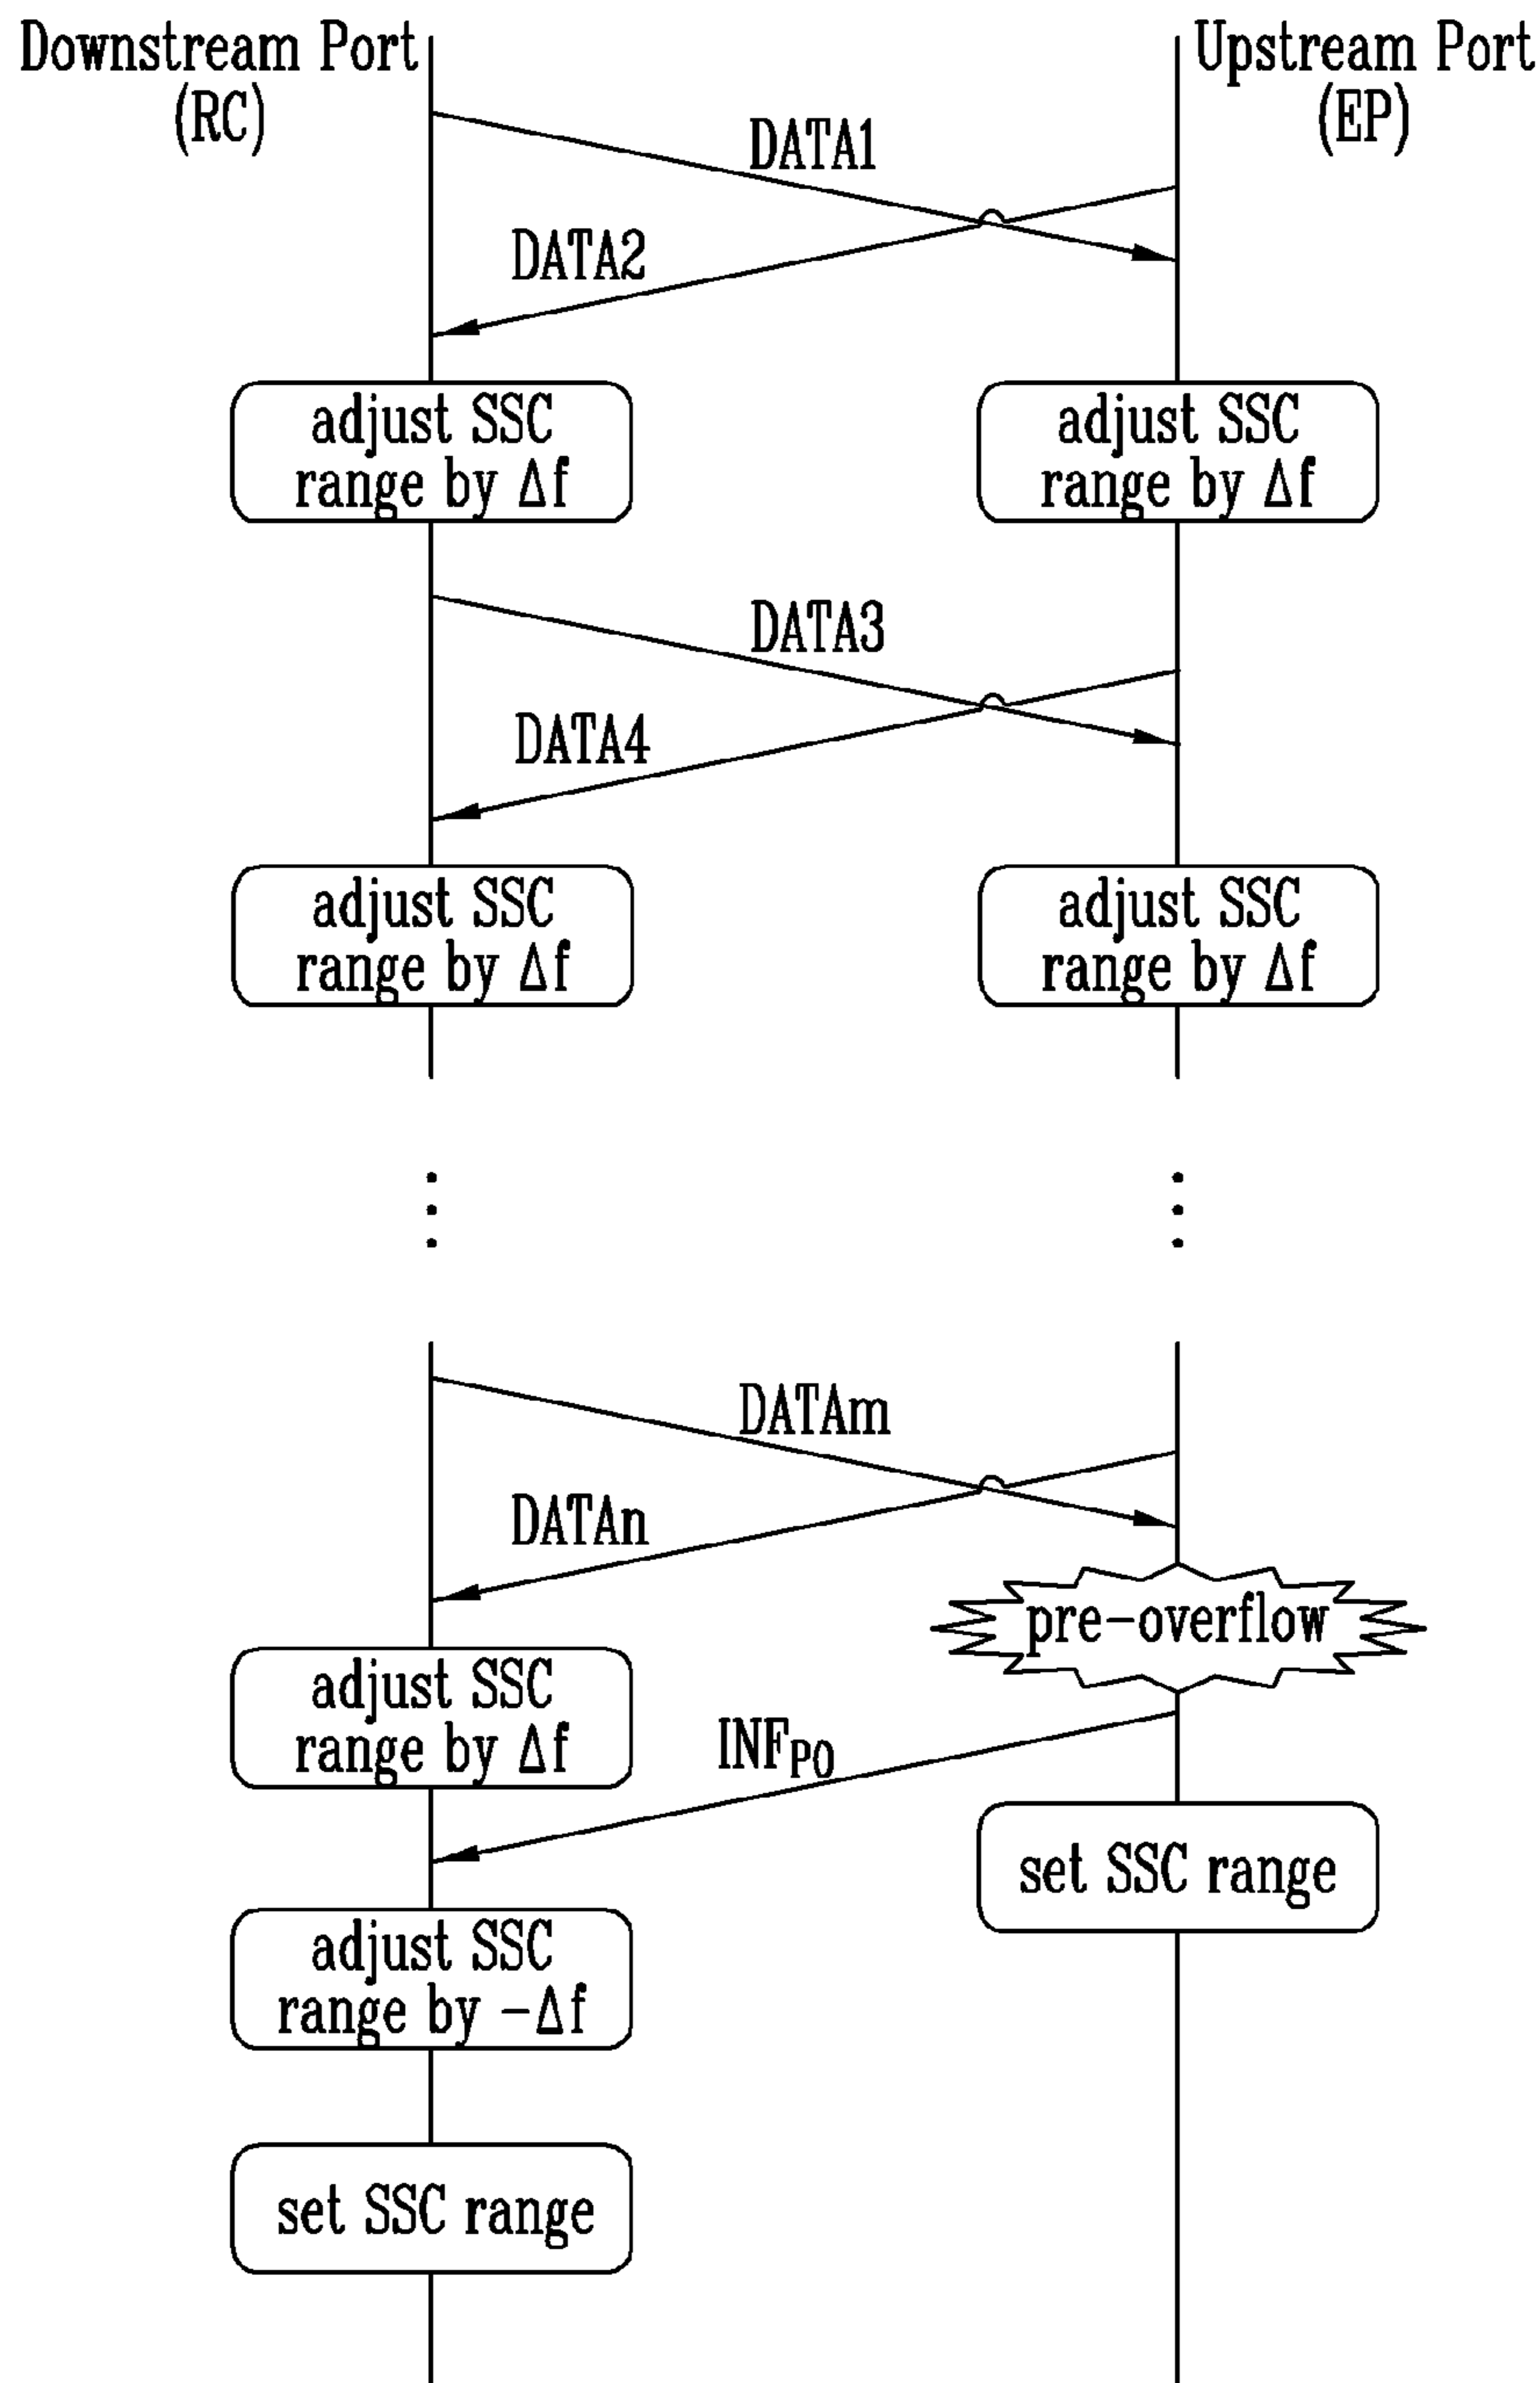 Downstream Port
(RC)
Upstream Port
(EP)
DATA1
DATA2
adjust SSC
range by Δf
adjust SSC
range by Δf
DATA3
DATA4
adjust SSC
range by Δf
adjust SSC
range by Δf
DATAm
DATAn
pre-overflow
adjust SSC
range by Δf
INFPO
set SSC range
adjust SSC
range by -Δf
set SSC range